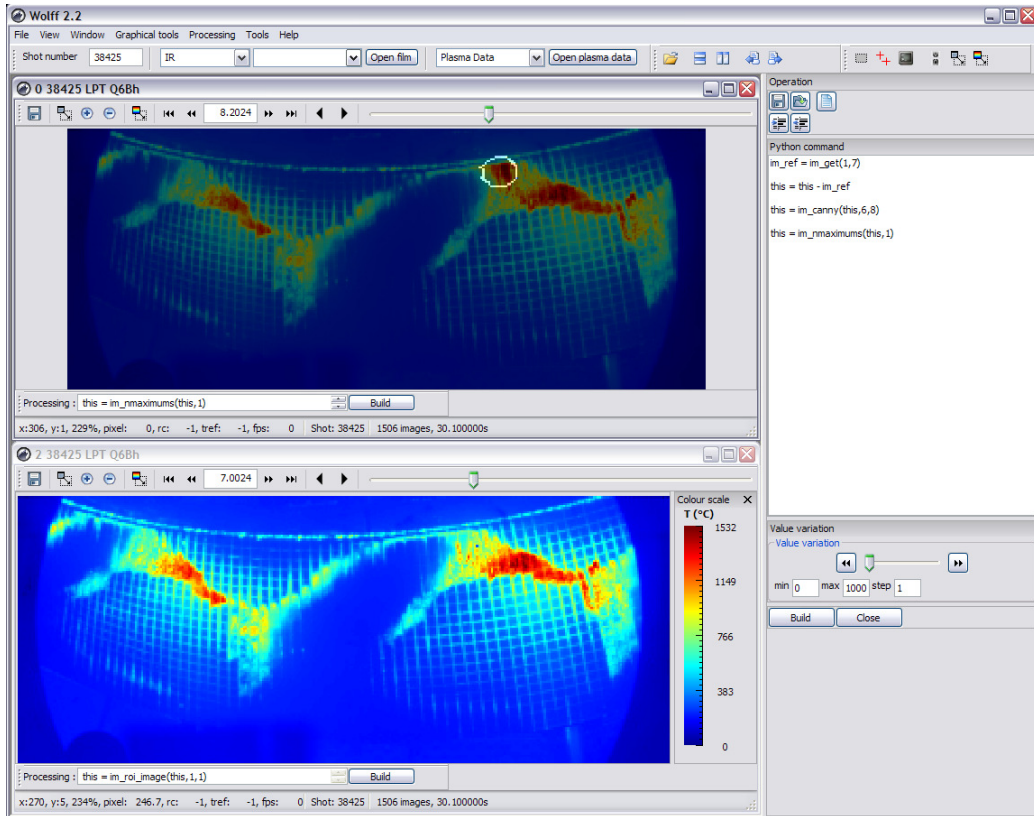 Wolff 2.2
File View Window Graphical tools Processing Tools Help
Shot number 38425 IR Open film Plasma Data Open plasma data
0 38425 LPT Q6Bh
8.2024
Processing : this = im_nmaximums(this,1) Build
x:306, y:1, 229%, pixel: 0, rc: -1, tref: -1, fps: 0 Shot: 38425 1506 images, 30.100000s
2 38425 LPT Q6Bh
7.0024
Colour scale
T (°C)
1532
1149
766
383
0
Processing : this = im_roi_image(this,1,1) Build
x:270, y:5, 234%, pixel: 246.7, rc: -1, tref: -1, fps: 0 Shot: 38425 1506 images, 30.100000s
Operation
Python command
im_ref = im_get(1,7)
this = this - im_ref
this = im_canny(this,6,8)
this = im_nmaximums(this,1)
Value variation
Value variation
min 0 max 1000 step 1
Build Close